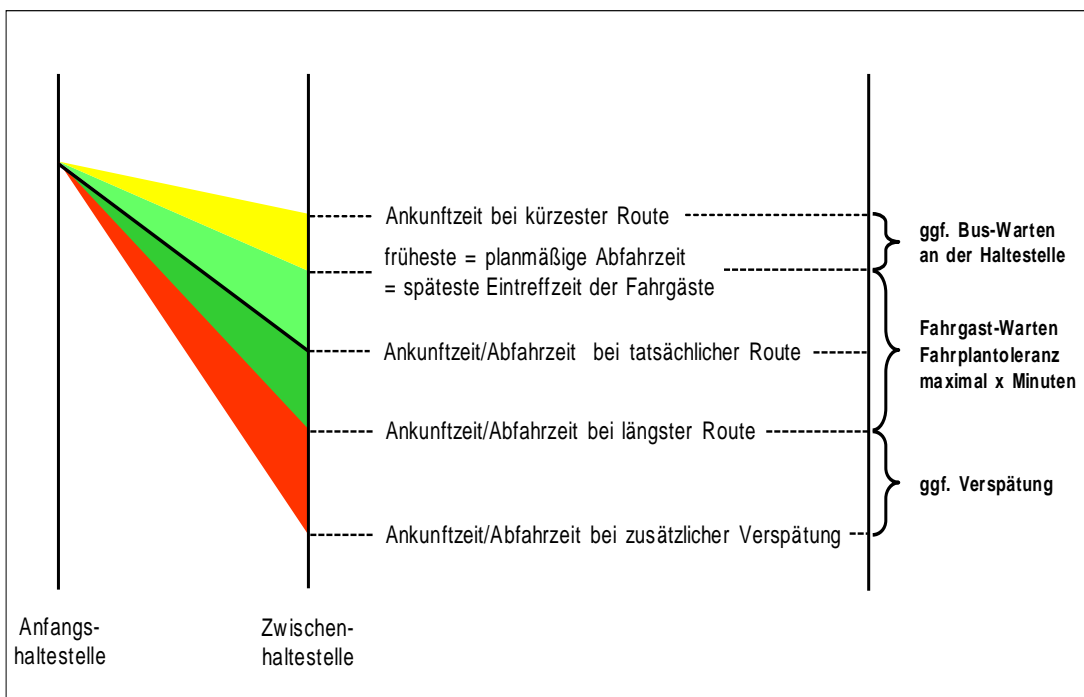 Ankunftzeit bei kürzester Route
früheste = planmäßige Abfahrzeit
= späteste Eintreffzeit der Fahrgäste
Ankunftzeit/Abfahrzeit bei tatsächlicher Route
Ankunftzeit/Abfahrzeit bei längster Route
Ankunftzeit/Abfahrzeit bei zusätzlicher Verspätung
ggf. Bus-Warten
an der Haltestelle
Fahrgast-Warten
Fahrplantoleranz
maximal x Minuten
ggf. Verspätung
Anfangs-
haltestelle
Zwischen-
haltestelle